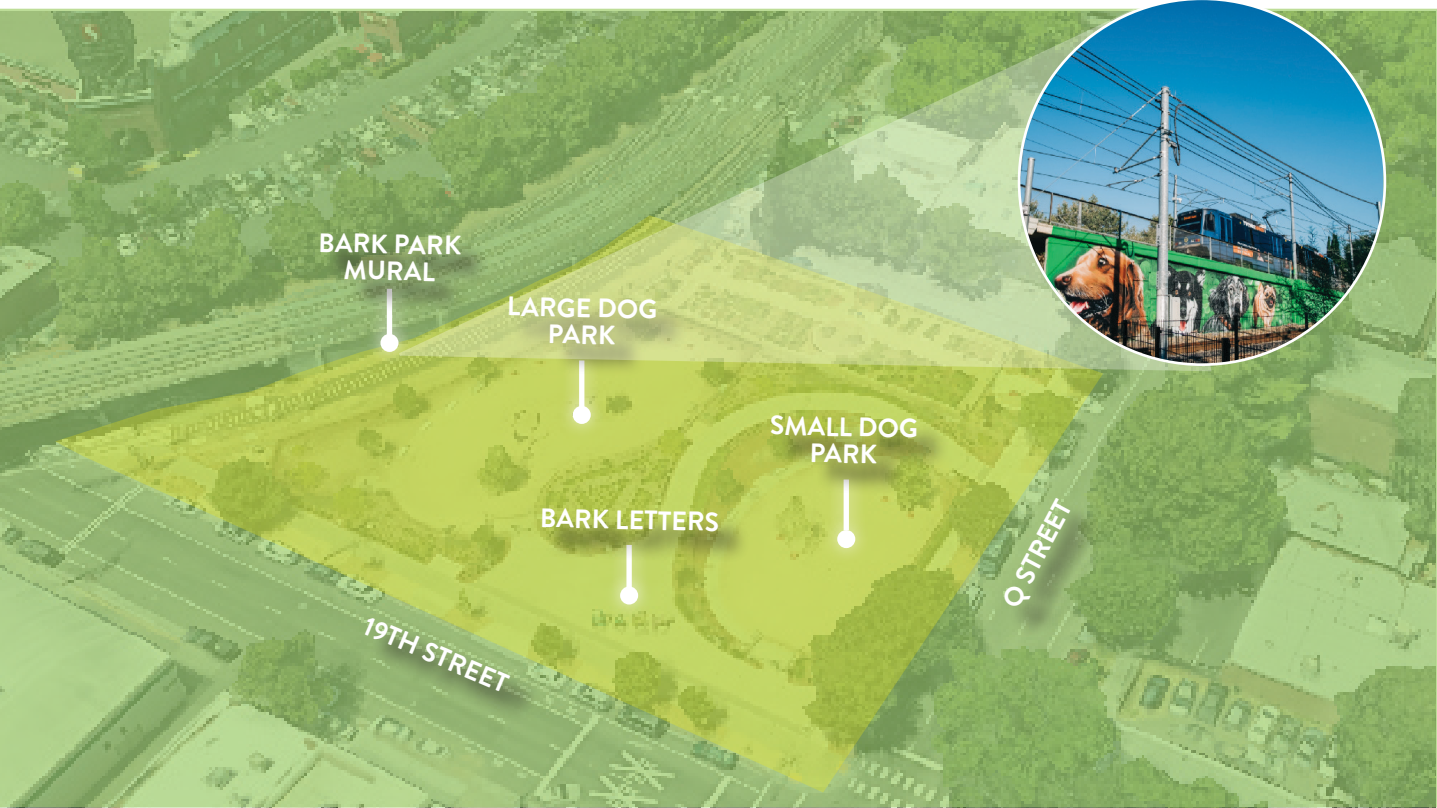 BARK PARK
MURAL
LARGE DOG
PARK
SMALL DOG
PARK
BARK LETTERS
Q STREET
19TH STREET